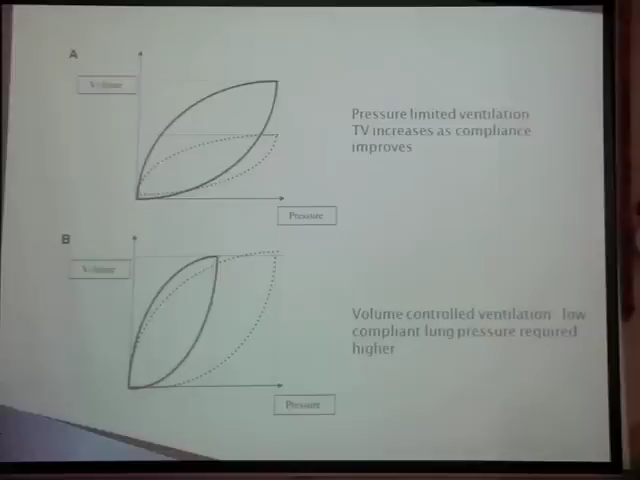 A
Volume
Pressure limited ventilation
TV increases as compliance
improves
Pressure
B
Volume
Volume controlled ventilation low
compliant lung pressure required
higher
Pressure